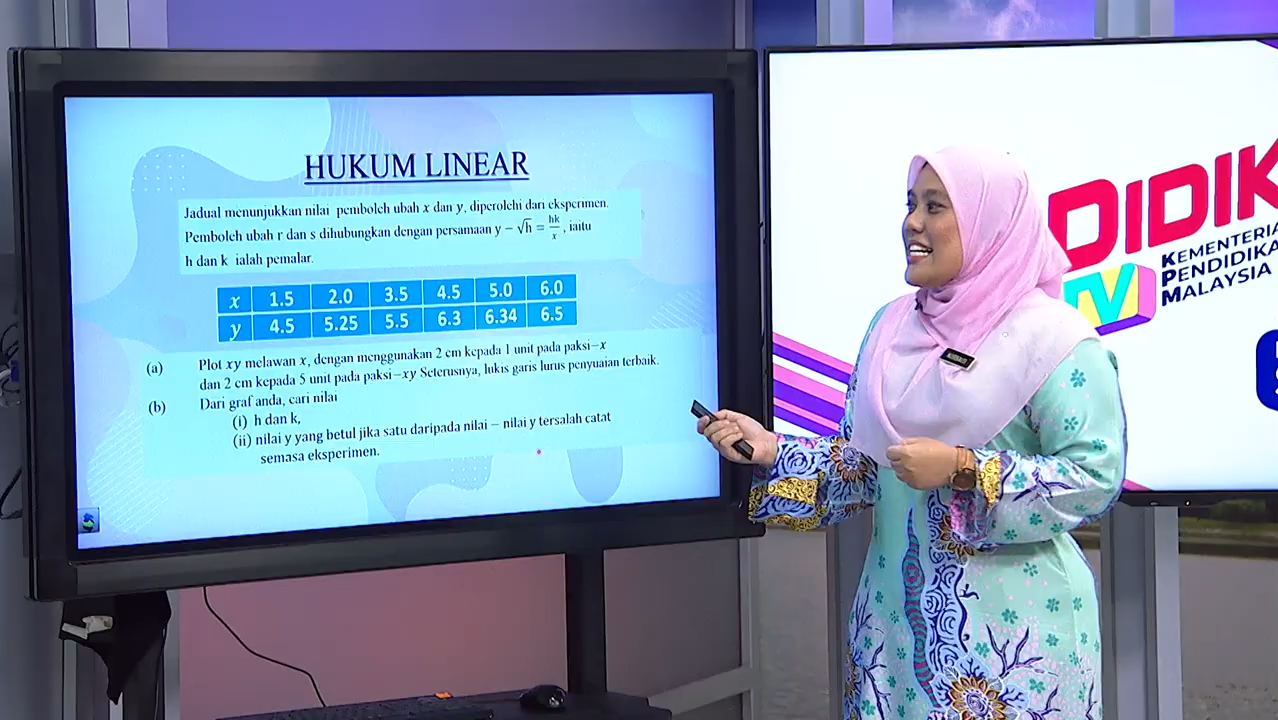 HUKUM LINEAR
Jadual menunjukkan nilai pemboleh ubah x dan y, diperolehi dari eksperimen.
Pemboleh ubah r dan s dihubungkan dengan persamaan y − √h = hk/x , iaitu
h dan k ialah pemalar.
x 1.5 2.0 3.5 4.5 5.0 6.0
y 4.5 5.25 5.5 6.3 6.34 6.5
(a) Plot xy melawan x, dengan menggunakan 2 cm kepada 1 unit pada paksi−x
dan 2 cm kepada 5 unit pada paksi−xy Seterusnya, lukis garis lurus penyuaian terbaik.
(b) Dari graf anda, cari nilai
(i) h dan k,
(ii) nilai y yang betul jika satu daripada nilai − nilai y tersalah catat
semasa eksperimen.
DIDIK
TV
KEMENTERIA
PENDIDIKA
MALAYSIA